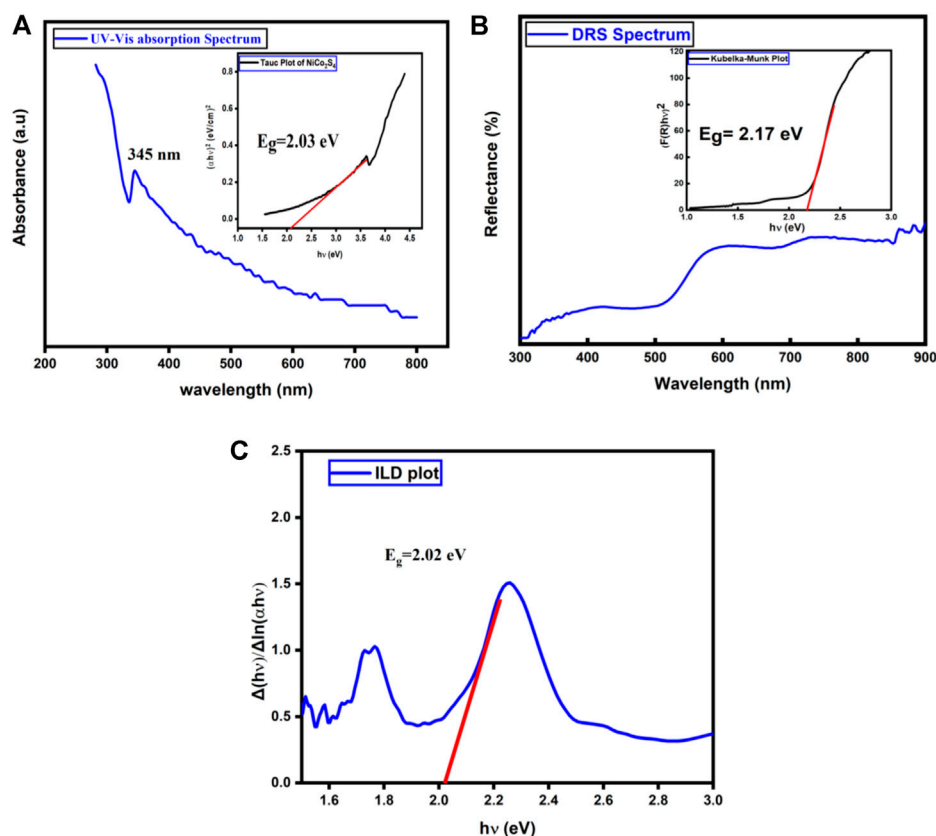 A
UV-Vis absorption Spectrum
Absorbance (a.u)
345 nm
200 300 400 500 600 700 800
wavelength (nm)
Tauc Plot of NiCo₂S₄
(αhν)² (eV/cm)²
0.8
0.6
0.4
0.2
0.0
Eg=2.03 eV
1.0 1.5 2.0 2.5 3.0 3.5 4.0 4.5
hν (eV)
B
DRS Spectrum
Reflectance (%)
300 400 500 600 700 800 900
Wavelength (nm)
Kubelka-Munk Plot
(F(R)hν)2
120
100
80
60
40
20
0
Eg= 2.17 eV
1.0 1.5 2.0 2.5 3.0
hν (eV)
C
ILD plot
Δ(hν)/Δln(αhν)
2.5
2.0
1.5
1.0
0.5
0.0
Eg=2.02 eV
1.6 1.8 2.0 2.2 2.4 2.6 2.8 3.0
hν (eV)